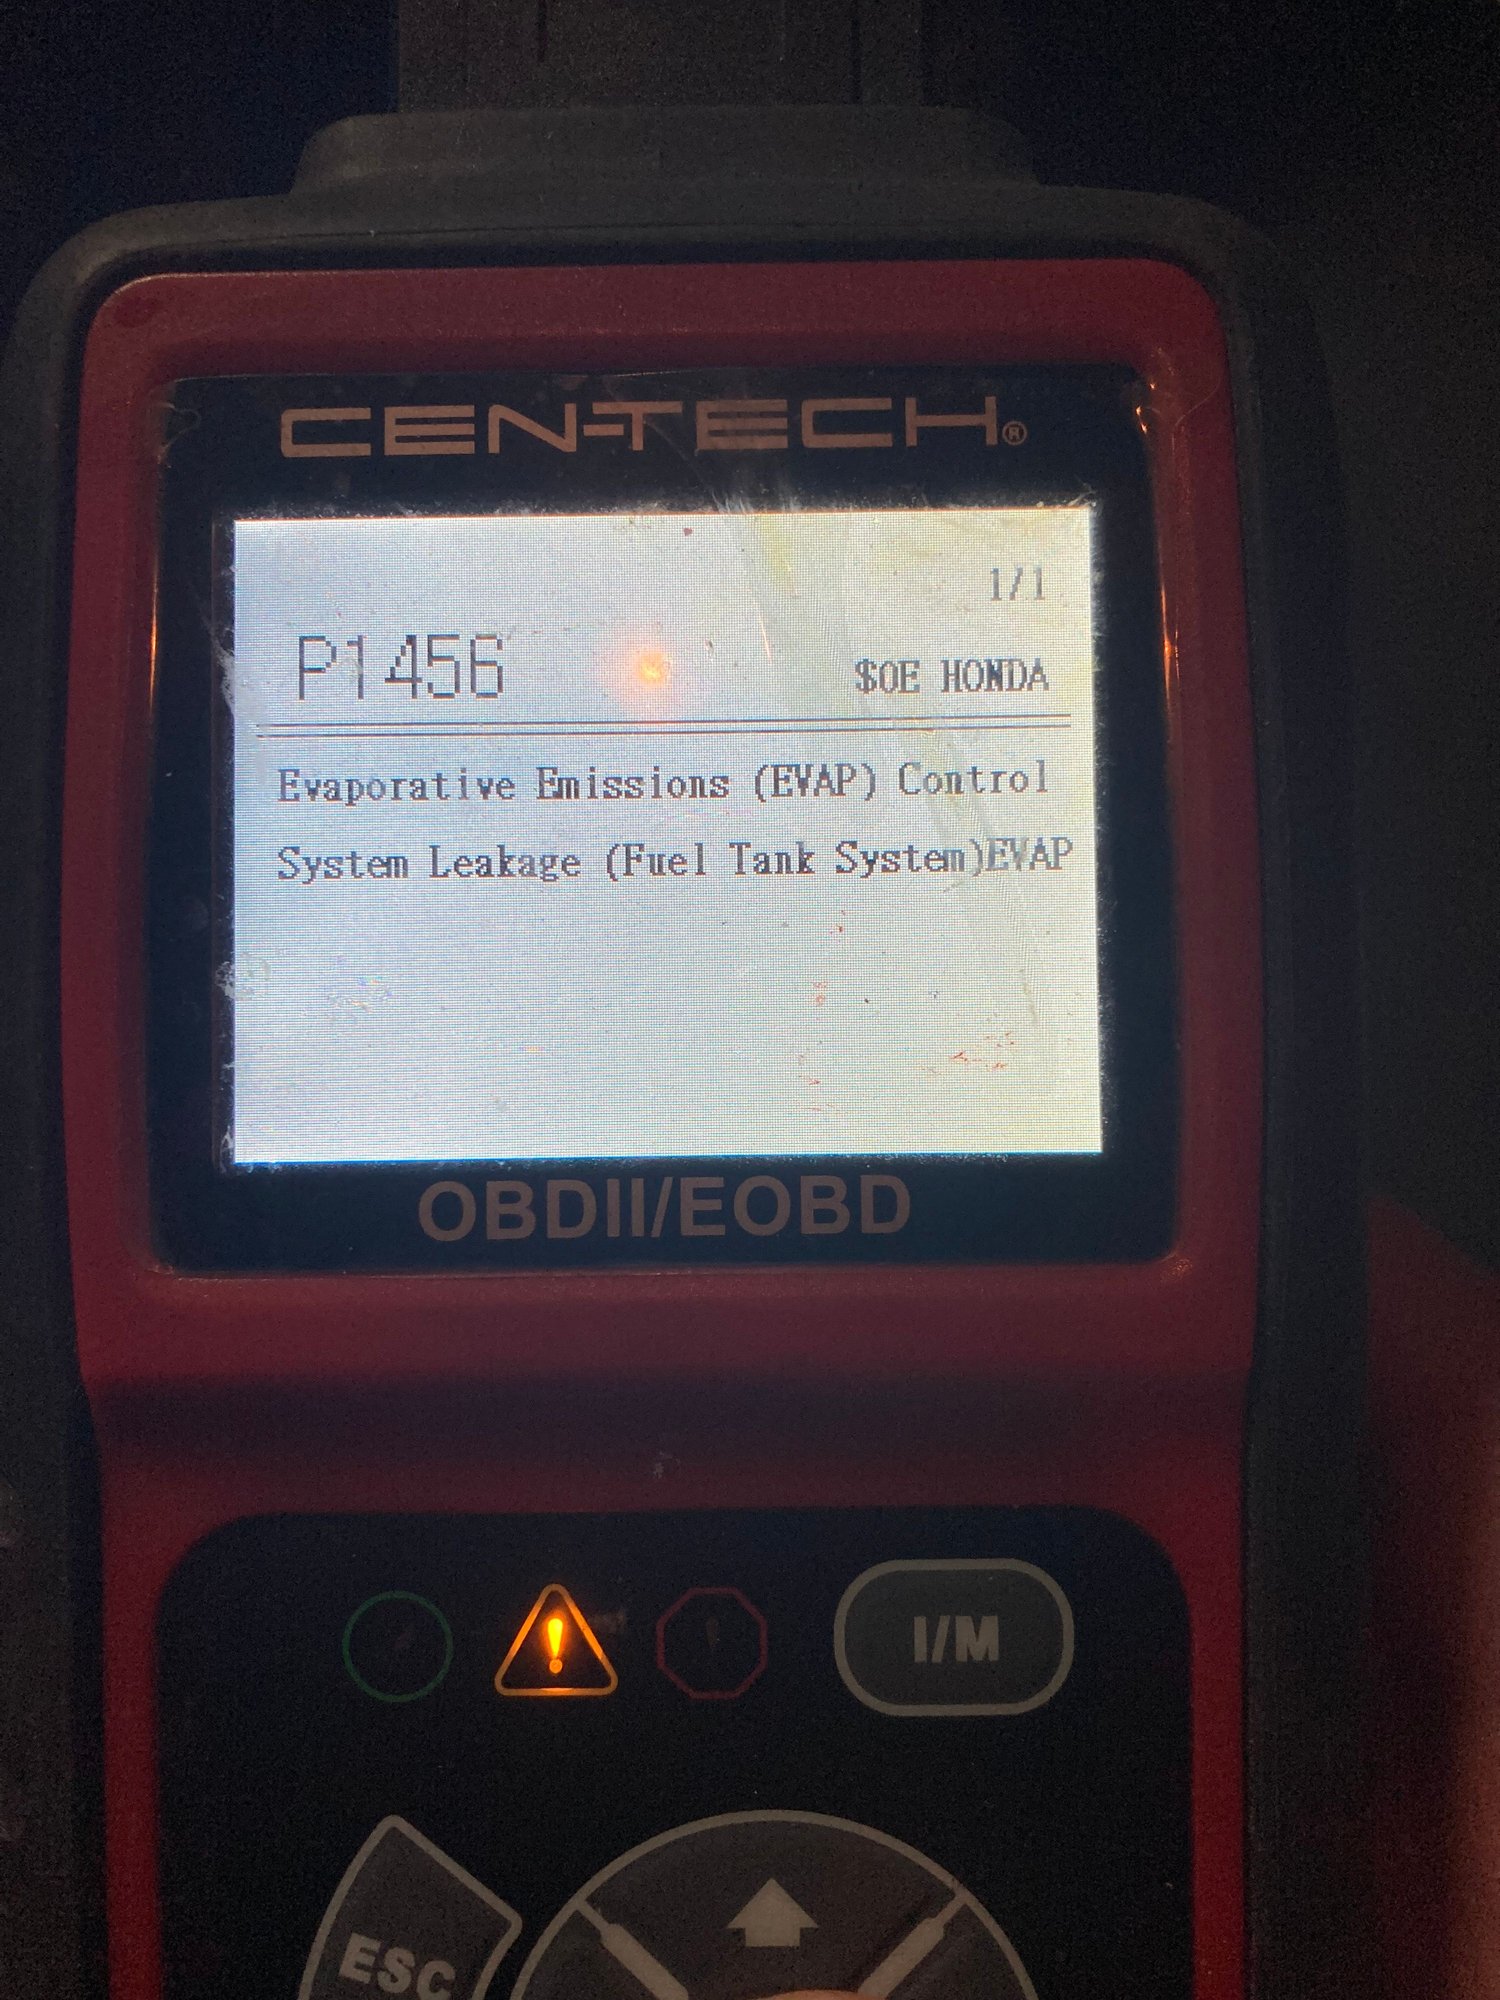 CEN-TECH®
1/1
P1456
$0E HONDA
Evaporative Emissions (EVAP) Control
System Leakage (Fuel Tank System)EVAP
OBDII/EOBD
I/M
ESC